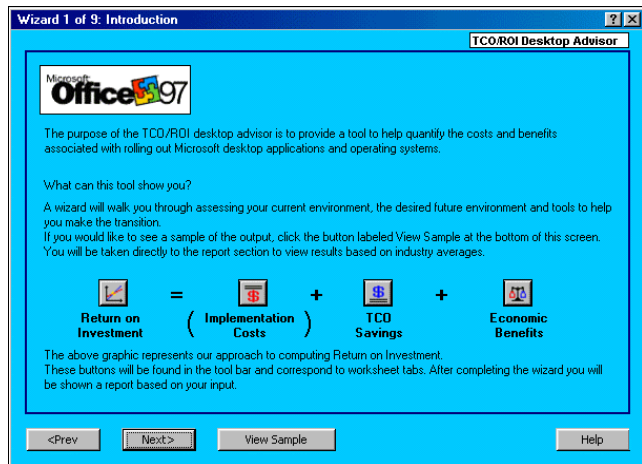 Wizard 1 of 9: Introduction
TCO/ROI Desktop Advisor
Microsoft
Office 97
The purpose of the TCO/ROI desktop advisor is to provide a tool to help quantify the costs and benefits
associated with rolling out Microsoft desktop applications and operating systems.
What can this tool show you?
A wizard will walk you through assessing your current environment, the desired future environment and tools to help
you make the transition.
If you would like to see a sample of the output, click the button labeled View Sample at the bottom of this screen.
You will be taken directly to the report section to view results based on industry averages.
$ $
= + +
Return on ( Implementation ) TCO Economic
Investment Costs Savings Benefits
The above graphic represents our approach to computing Return on Investment.
These buttons will be found in the tool bar and correspond to worksheet tabs. After completing the wizard you will
be shown a report based on your input.
<Prev Next> View Sample Help